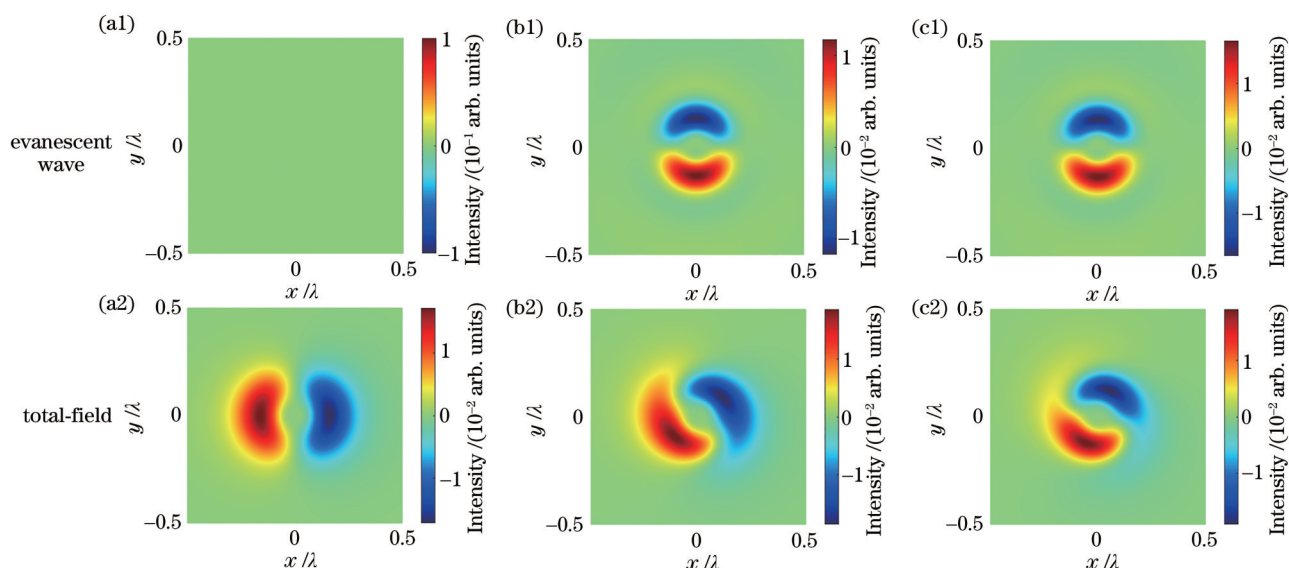 (a1)
0.5
y/λ
0
−0.5
0
0.5
x/λ
1
0
−1
Intensity /(10⁻¹ arb. units)
(b1)
0.5
y/λ
0
−0.5
0
0.5
x/λ
1
0
−1
Intensity /(10⁻² arb. units)
(c1)
0.5
y/λ
0
−0.5
0
0.5
x/λ
1
0
−1
Intensity /(10⁻² arb. units)
evanescent
wave
(a2)
0.5
y/λ
0
−0.5
0
0.5
x/λ
1
0
−1
Intensity /(10⁻² arb. units)
(b2)
0.5
y/λ
0
−0.5
0
0.5
x/λ
1
0
−1
Intensity /(10⁻² arb. units)
(c2)
0.5
y/λ
0
−0.5
0
0.5
x/λ
1
0
−1
Intensity /(10⁻² arb. units)
total-field